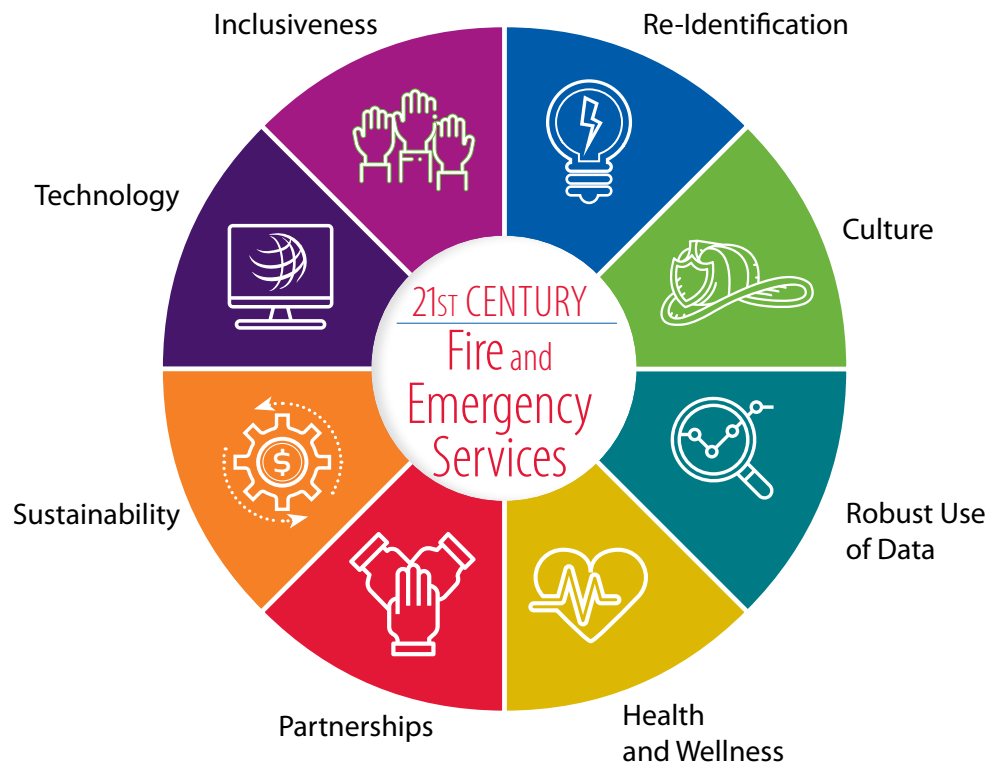 Inclusiveness
Re-Identification
Technology
Culture
21ST CENTURY
Fire and
Emergency
Services
$
Sustainability
Robust Use
of Data
Partnerships
Health
and Wellness